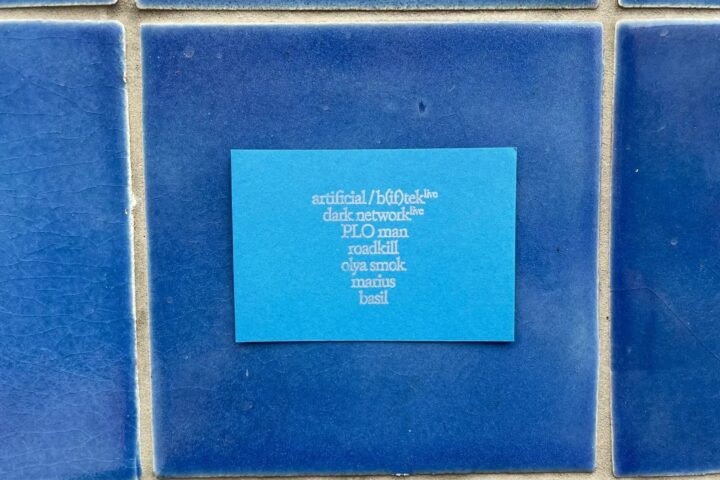 artificial / b(if)tek live
dark network live
PLO man
roadkill
olya smok
marius
basil